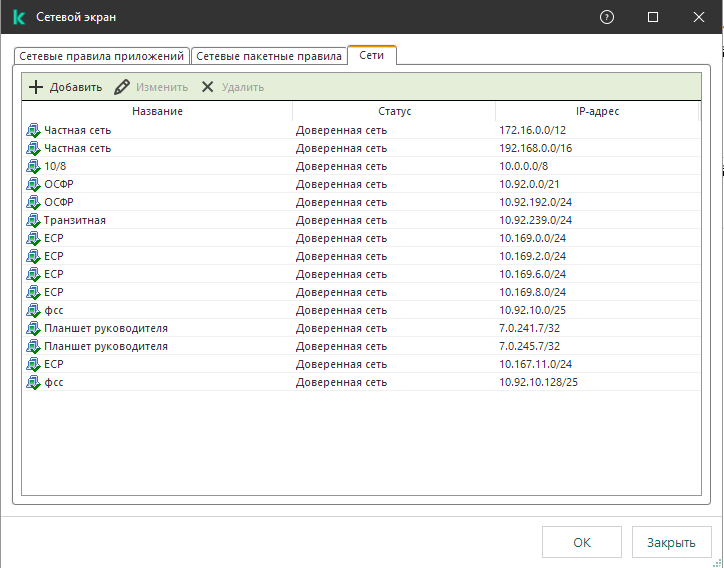 Сетевой экран
Сетевые правила приложений Сетевые пакетные правила Сети
Добавить Изменить Удалить
Название Статус IP-адрес
Частная сеть Доверенная сеть 172.16.0.0/12
Частная сеть Доверенная сеть 192.168.0.0/16
10/8 Доверенная сеть 10.0.0.0/8
ОСФР Доверенная сеть 10.92.0.0/21
ОСФР Доверенная сеть 10.92.192.0/24
Транзитная Доверенная сеть 10.92.239.0/24
ЕСР Доверенная сеть 10.169.0.0/24
ЕСР Доверенная сеть 10.169.2.0/24
ЕСР Доверенная сеть 10.169.6.0/24
ЕСР Доверенная сеть 10.169.8.0/24
фсс Доверенная сеть 10.92.10.0/25
Планшет руководителя Доверенная сеть 7.0.241.7/32
Планшет руководителя Доверенная сеть 7.0.245.7/32
ЕСР Доверенная сеть 10.167.11.0/24
фсс Доверенная сеть 10.92.10.128/25
ОК Закрыть